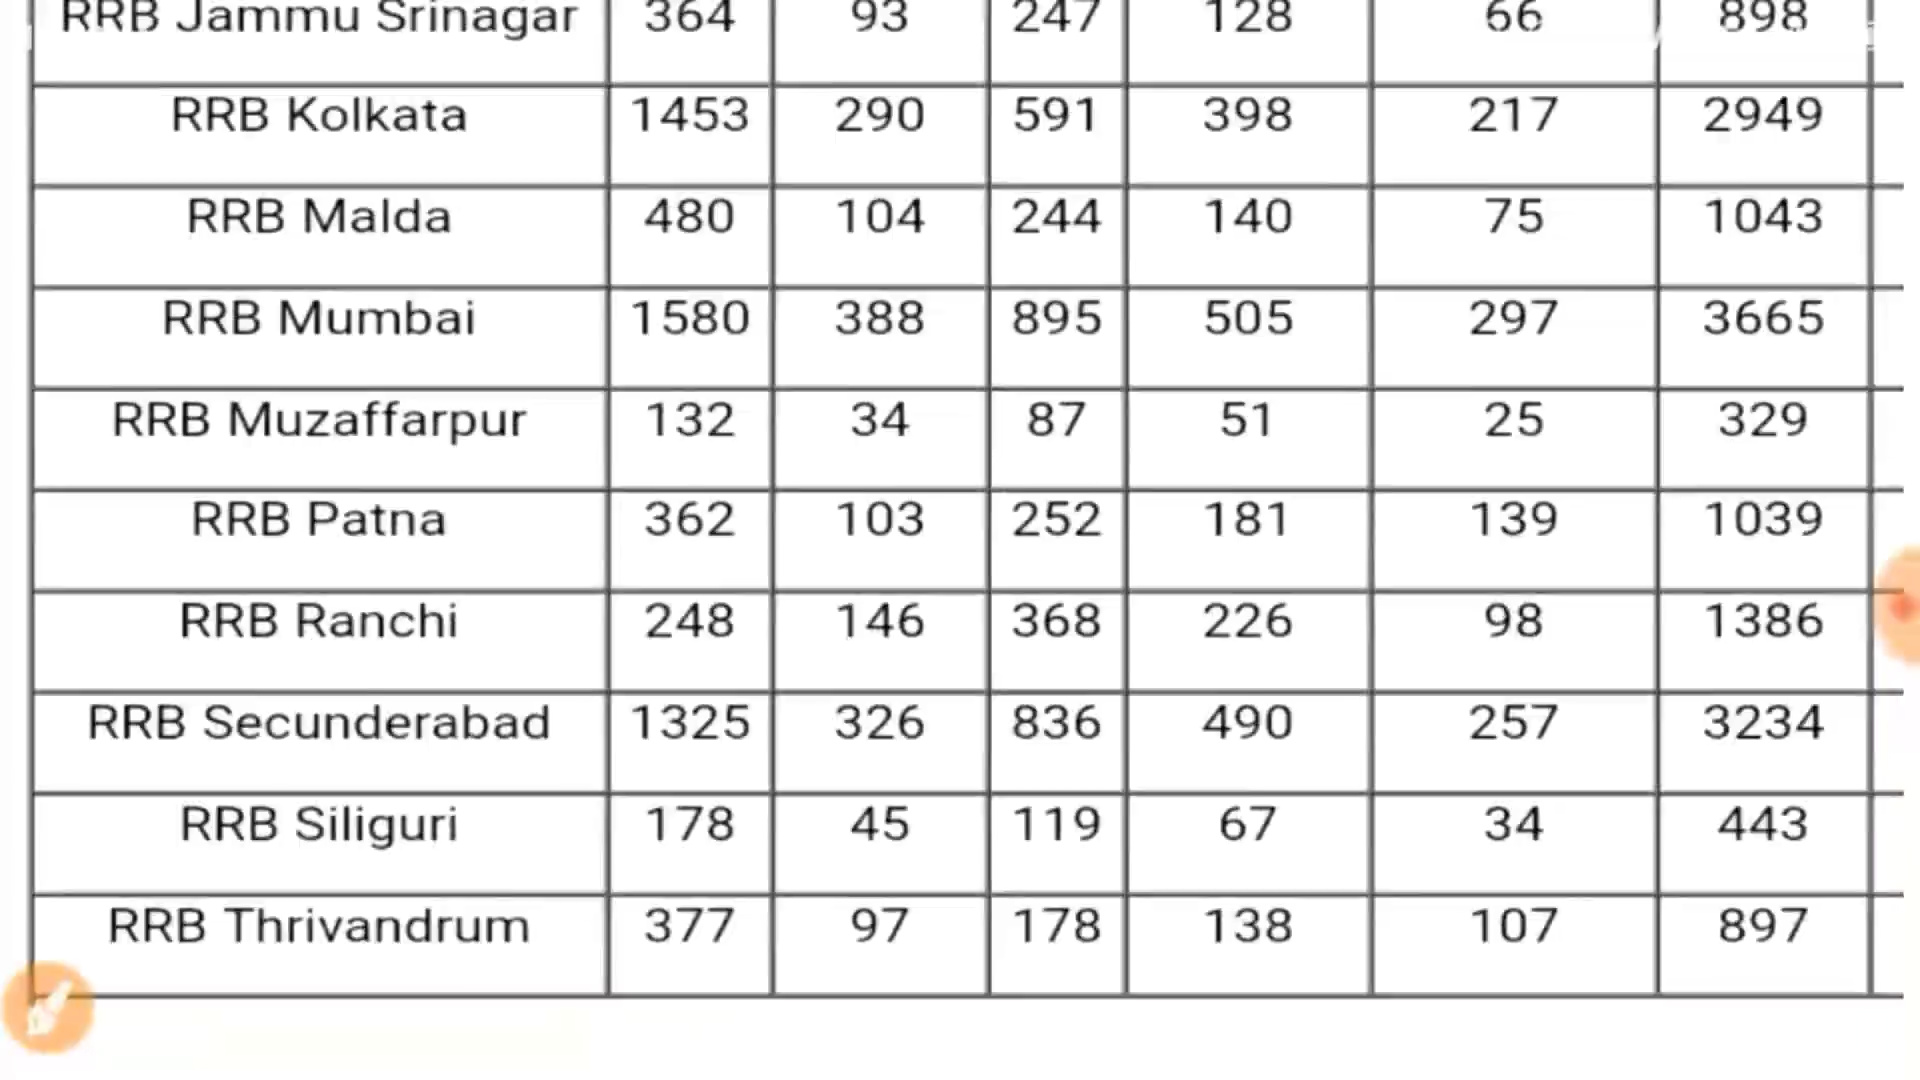 RRB Jammu Srinagar 364 93 247 128 66 898
RRB Kolkata 1453 290 591 398 217 2949
RRB Malda 480 104 244 140 75 1043
RRB Mumbai 1580 388 895 505 297 3665
RRB Muzaffarpur 132 34 87 51 25 329
RRB Patna 362 103 252 181 139 1039
RRB Ranchi 248 146 368 226 98 1386
RRB Secunderabad 1325 326 836 490 257 3234
RRB Siliguri 178 45 119 67 34 443
RRB Thrivandrum 377 97 178 138 107 897